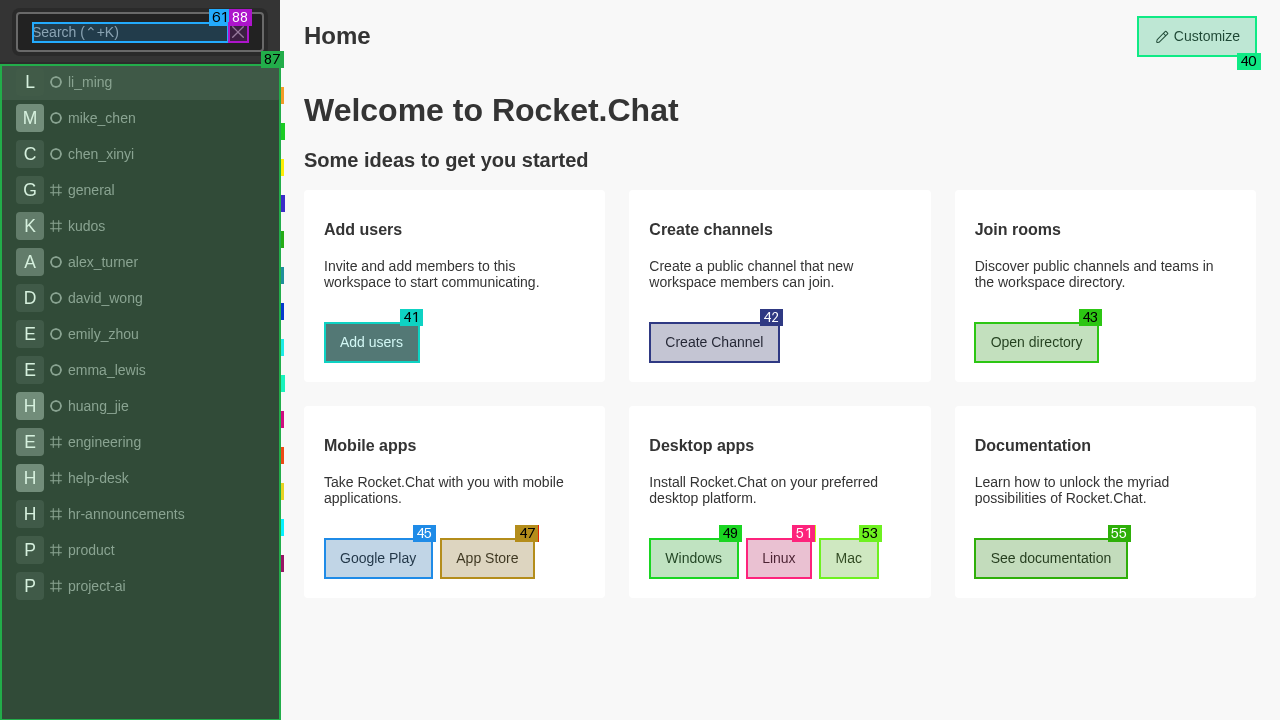 Search (⌃+K)
61
88
87
L li_ming
M mike_chen
C chen_xinyi
G general
K kudos
A alex_turner
D david_wong
E emily_zhou
E emma_lewis
H huang_jie
E engineering
H help-desk
H hr-announcements
P product
P project-ai
Home
Customize
40
Welcome to Rocket.Chat
Some ideas to get you started
Add users
Invite and add members to this
workspace to start communicating.
41
Add users
Create channels
Create a public channel that new
workspace members can join.
42
Create Channel
Join rooms
Discover public channels and teams in
the workspace directory.
43
Open directory
Mobile apps
Take Rocket.Chat with you with mobile
applications.
45
47
Google Play
App Store
Desktop apps
Install Rocket.Chat on your preferred
desktop platform.
49
51
53
Windows
Linux
Mac
Documentation
Learn how to unlock the myriad
possibilities of Rocket.Chat.
55
See documentation